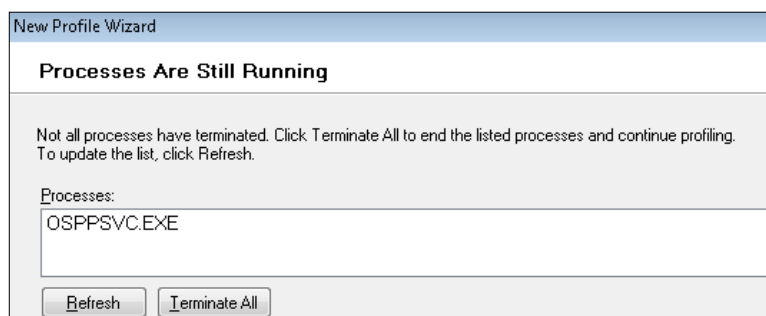 New Profile Wizard
Processes Are Still Running
Not all processes have terminated. Click Terminate All to end the listed processes and continue profiling.
To update the list, click Refresh.
Processes:
OSPPSVC.EXE
Refresh Terminate All